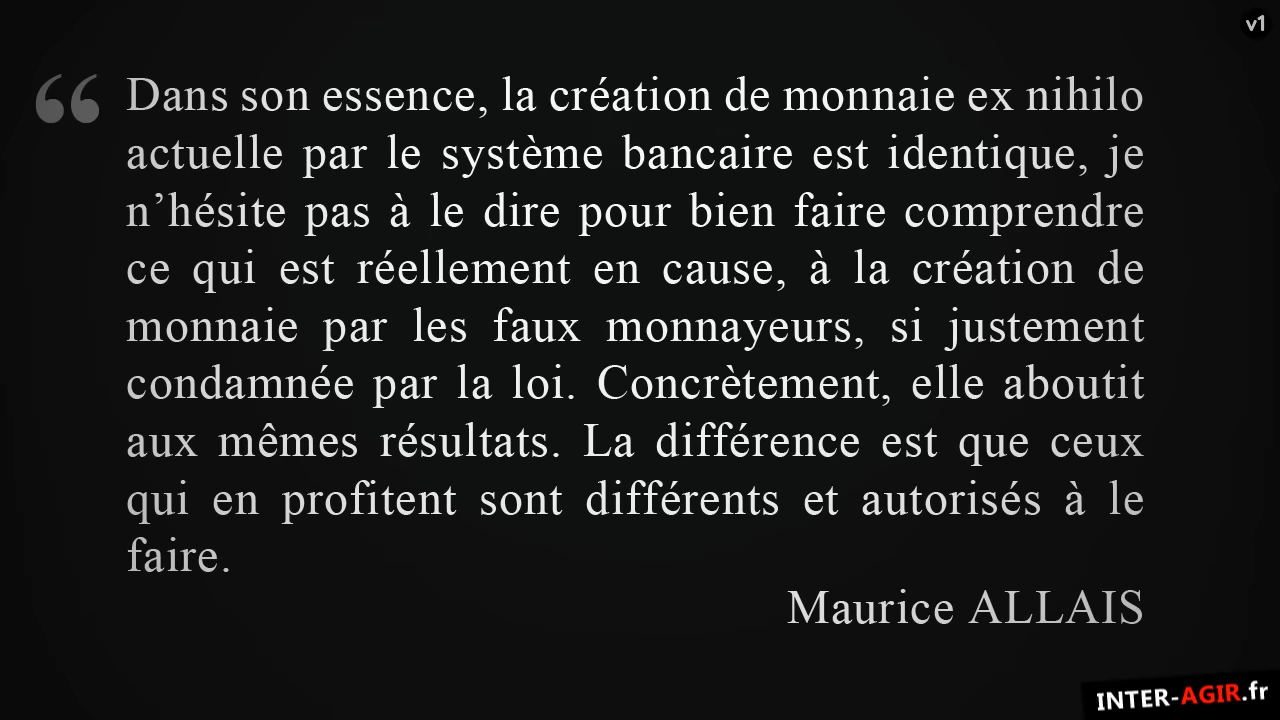 v1
“
Dans son essence, la création de monnaie ex nihilo
actuelle par le système bancaire est identique, je
n’hésite pas à le dire pour bien faire comprendre
ce qui est réellement en cause, à la création de
monnaie par les faux monnayeurs, si justement
condamnée par la loi. Concrètement, elle aboutit
aux mêmes résultats. La différence est que ceux
qui en profitent sont différents et autorisés à le
faire.
Maurice ALLAIS
INTER-AGIR.fr